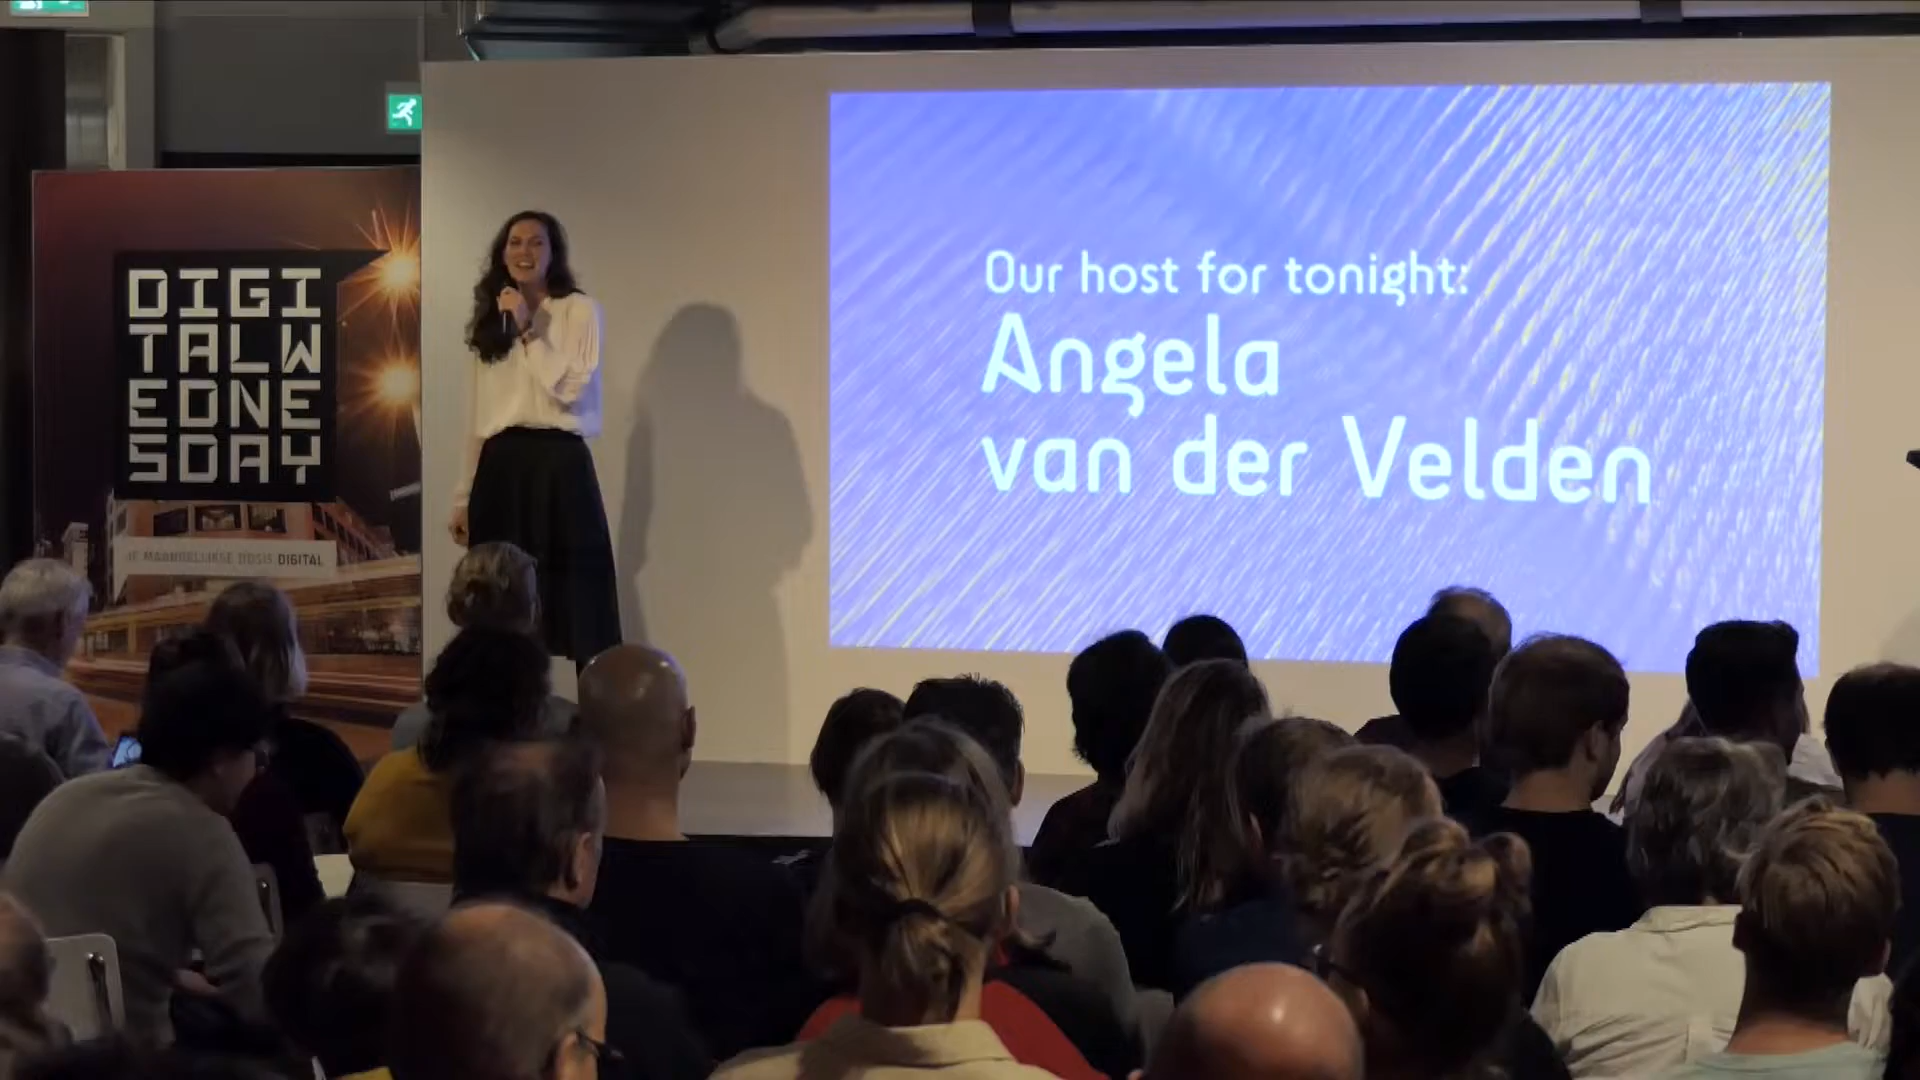 DIGI
TALW
EDNE
SDAY
JE MAANDELIJKSE DOSIS DIGITAL
Our host for tonight:
Angela
van der Velden